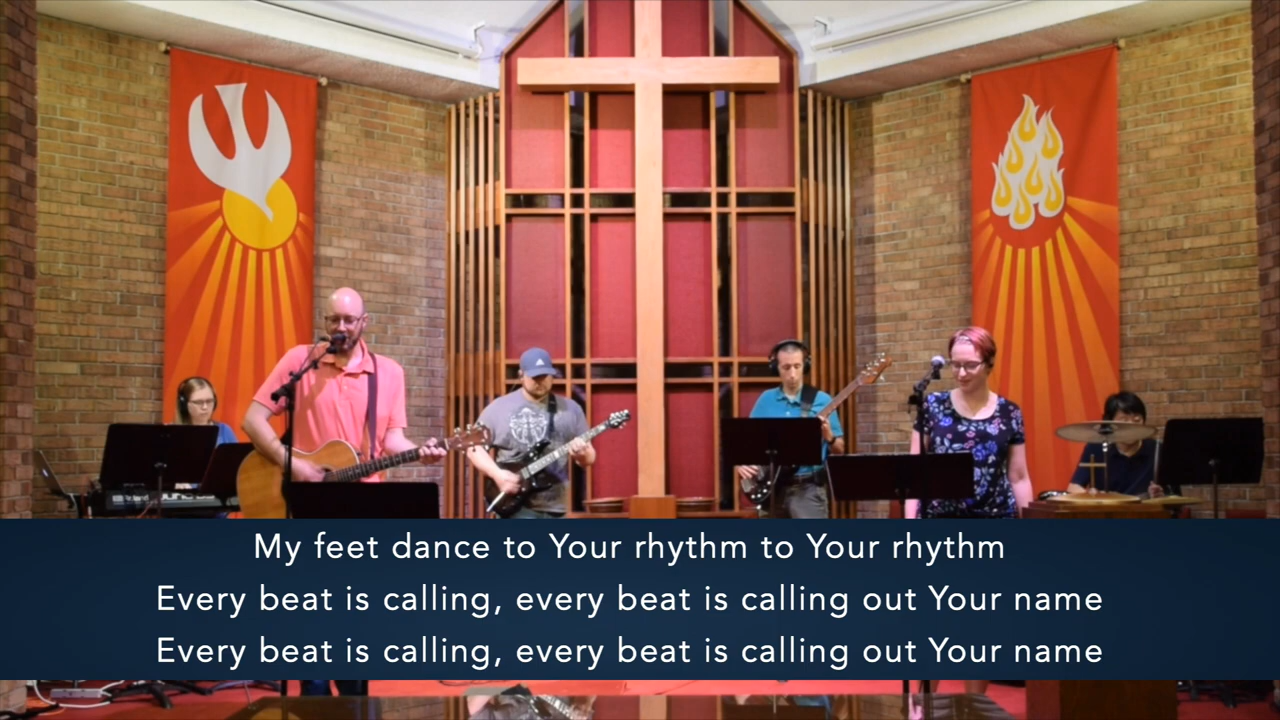 My feet dance to Your rhythm to Your rhythm
Every beat is calling, every beat is calling out Your name
Every beat is calling, every beat is calling out Your name